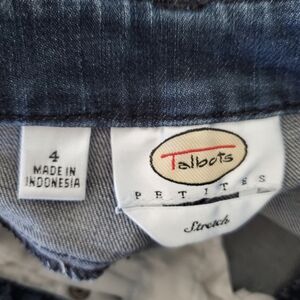 4
MADE IN
INDONESIA
Talbots
PETITES
Stretch